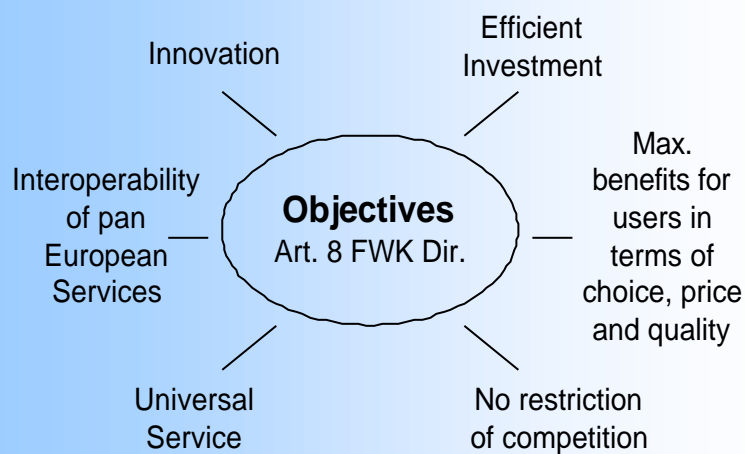 Innovation
Efficient
Investment
Interoperability
of pan
European
Services
Objectives
Art. 8 FWK Dir.
Max.
benefits for
users in
terms of
choice, price
and quality
Universal
Service
No restriction
of competition